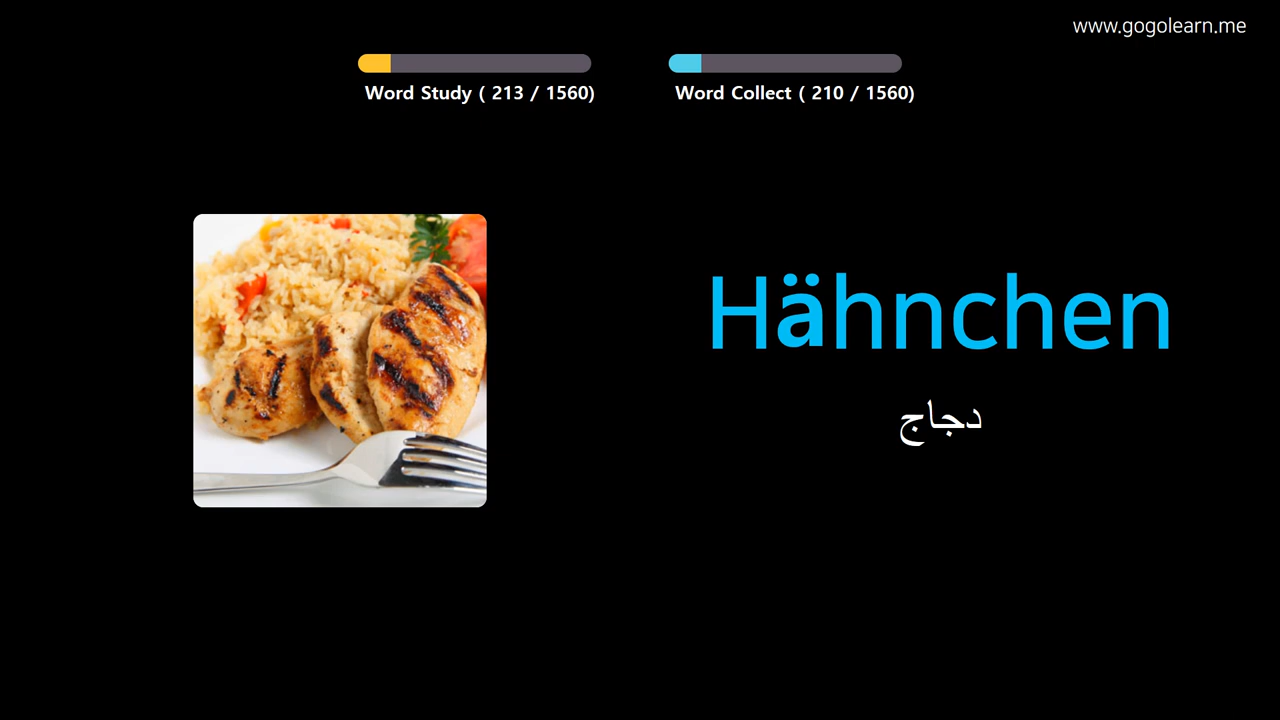 www.gogolearn.me
Word Study ( 213 / 1560)
Word Collect ( 210 / 1560)
Hähnchen
دجاج